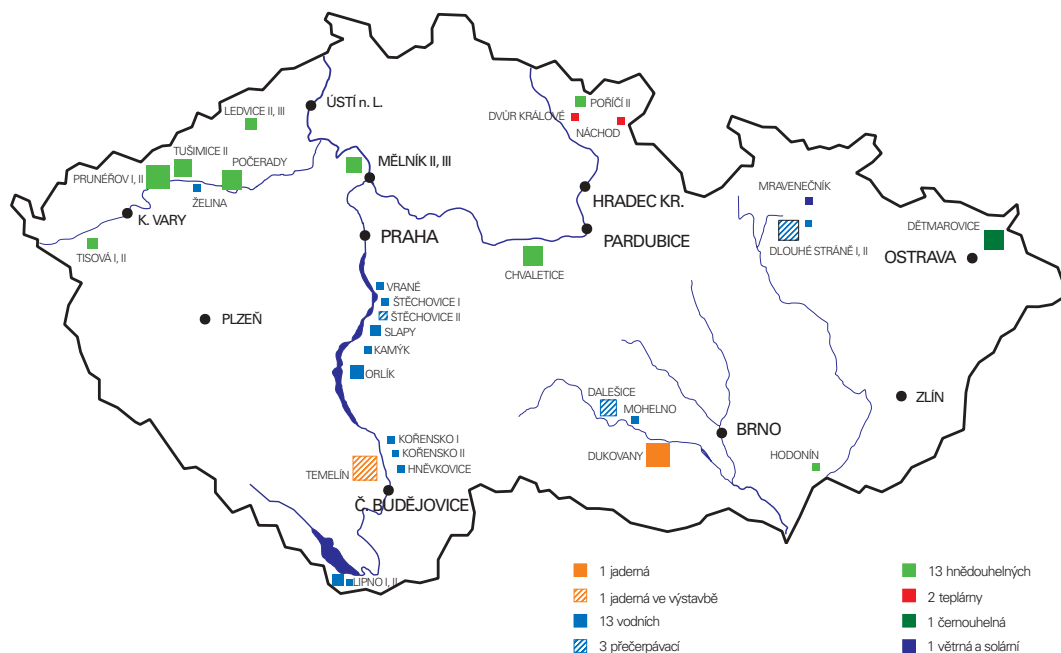 ÚSTÍ n. L.
LEDVICE II, III
TUŠIMICE II
POČERADY
PRUNÉŘOV I, II
ŽELINA
K. VARY
TISOVÁ I, II
MĚLNÍK II, III
PRAHA
PLZEŇ
VRANÉ
ŠTĚCHOVICE I
ŠTĚCHOVICE II
SLAPY
KAMÝK
ORLÍK
KOŘENSKO I
KOŘENSKO II
HNĚVKOVICE
TEMELÍN
Č. BUDĚJOVICE
LIPNO I, II
POŘÍČÍ II
DVŮR KRÁLOVÉ
NÁCHOD
HRADEC KR.
PARDUBICE
CHVALETICE
MRAVENEČNÍK
DLOUHÉ STRÁNĚ I, II
DĚTMAROVICE
OSTRAVA
ZLÍN
DALEŠICE
MOHELNO
BRNO
DUKOVANY
HODONÍN
1 jaderná
1 jaderná ve výstavbě
13 vodních
3 přečerpávací
13 hnědouhelných
2 teplárny
1 černouhelná
1 větrná a solární